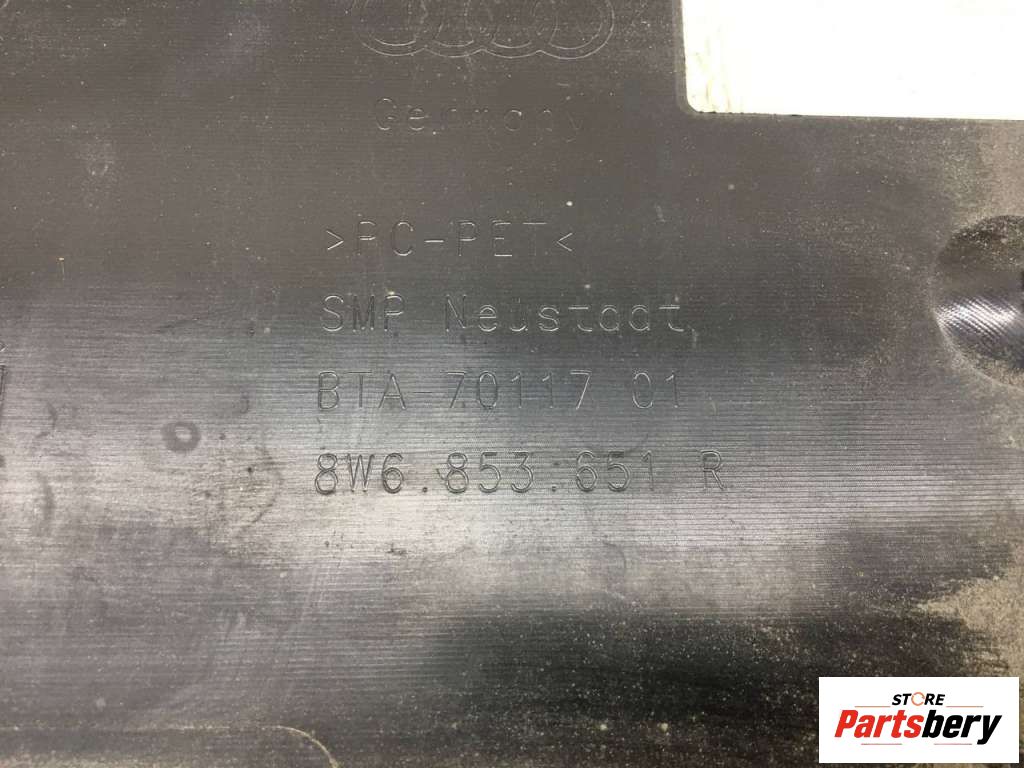 Germany
>PC-PET<
SMP Neustadt
BTA-70117 01
8W6.853.651 R
STORE
Partsbery